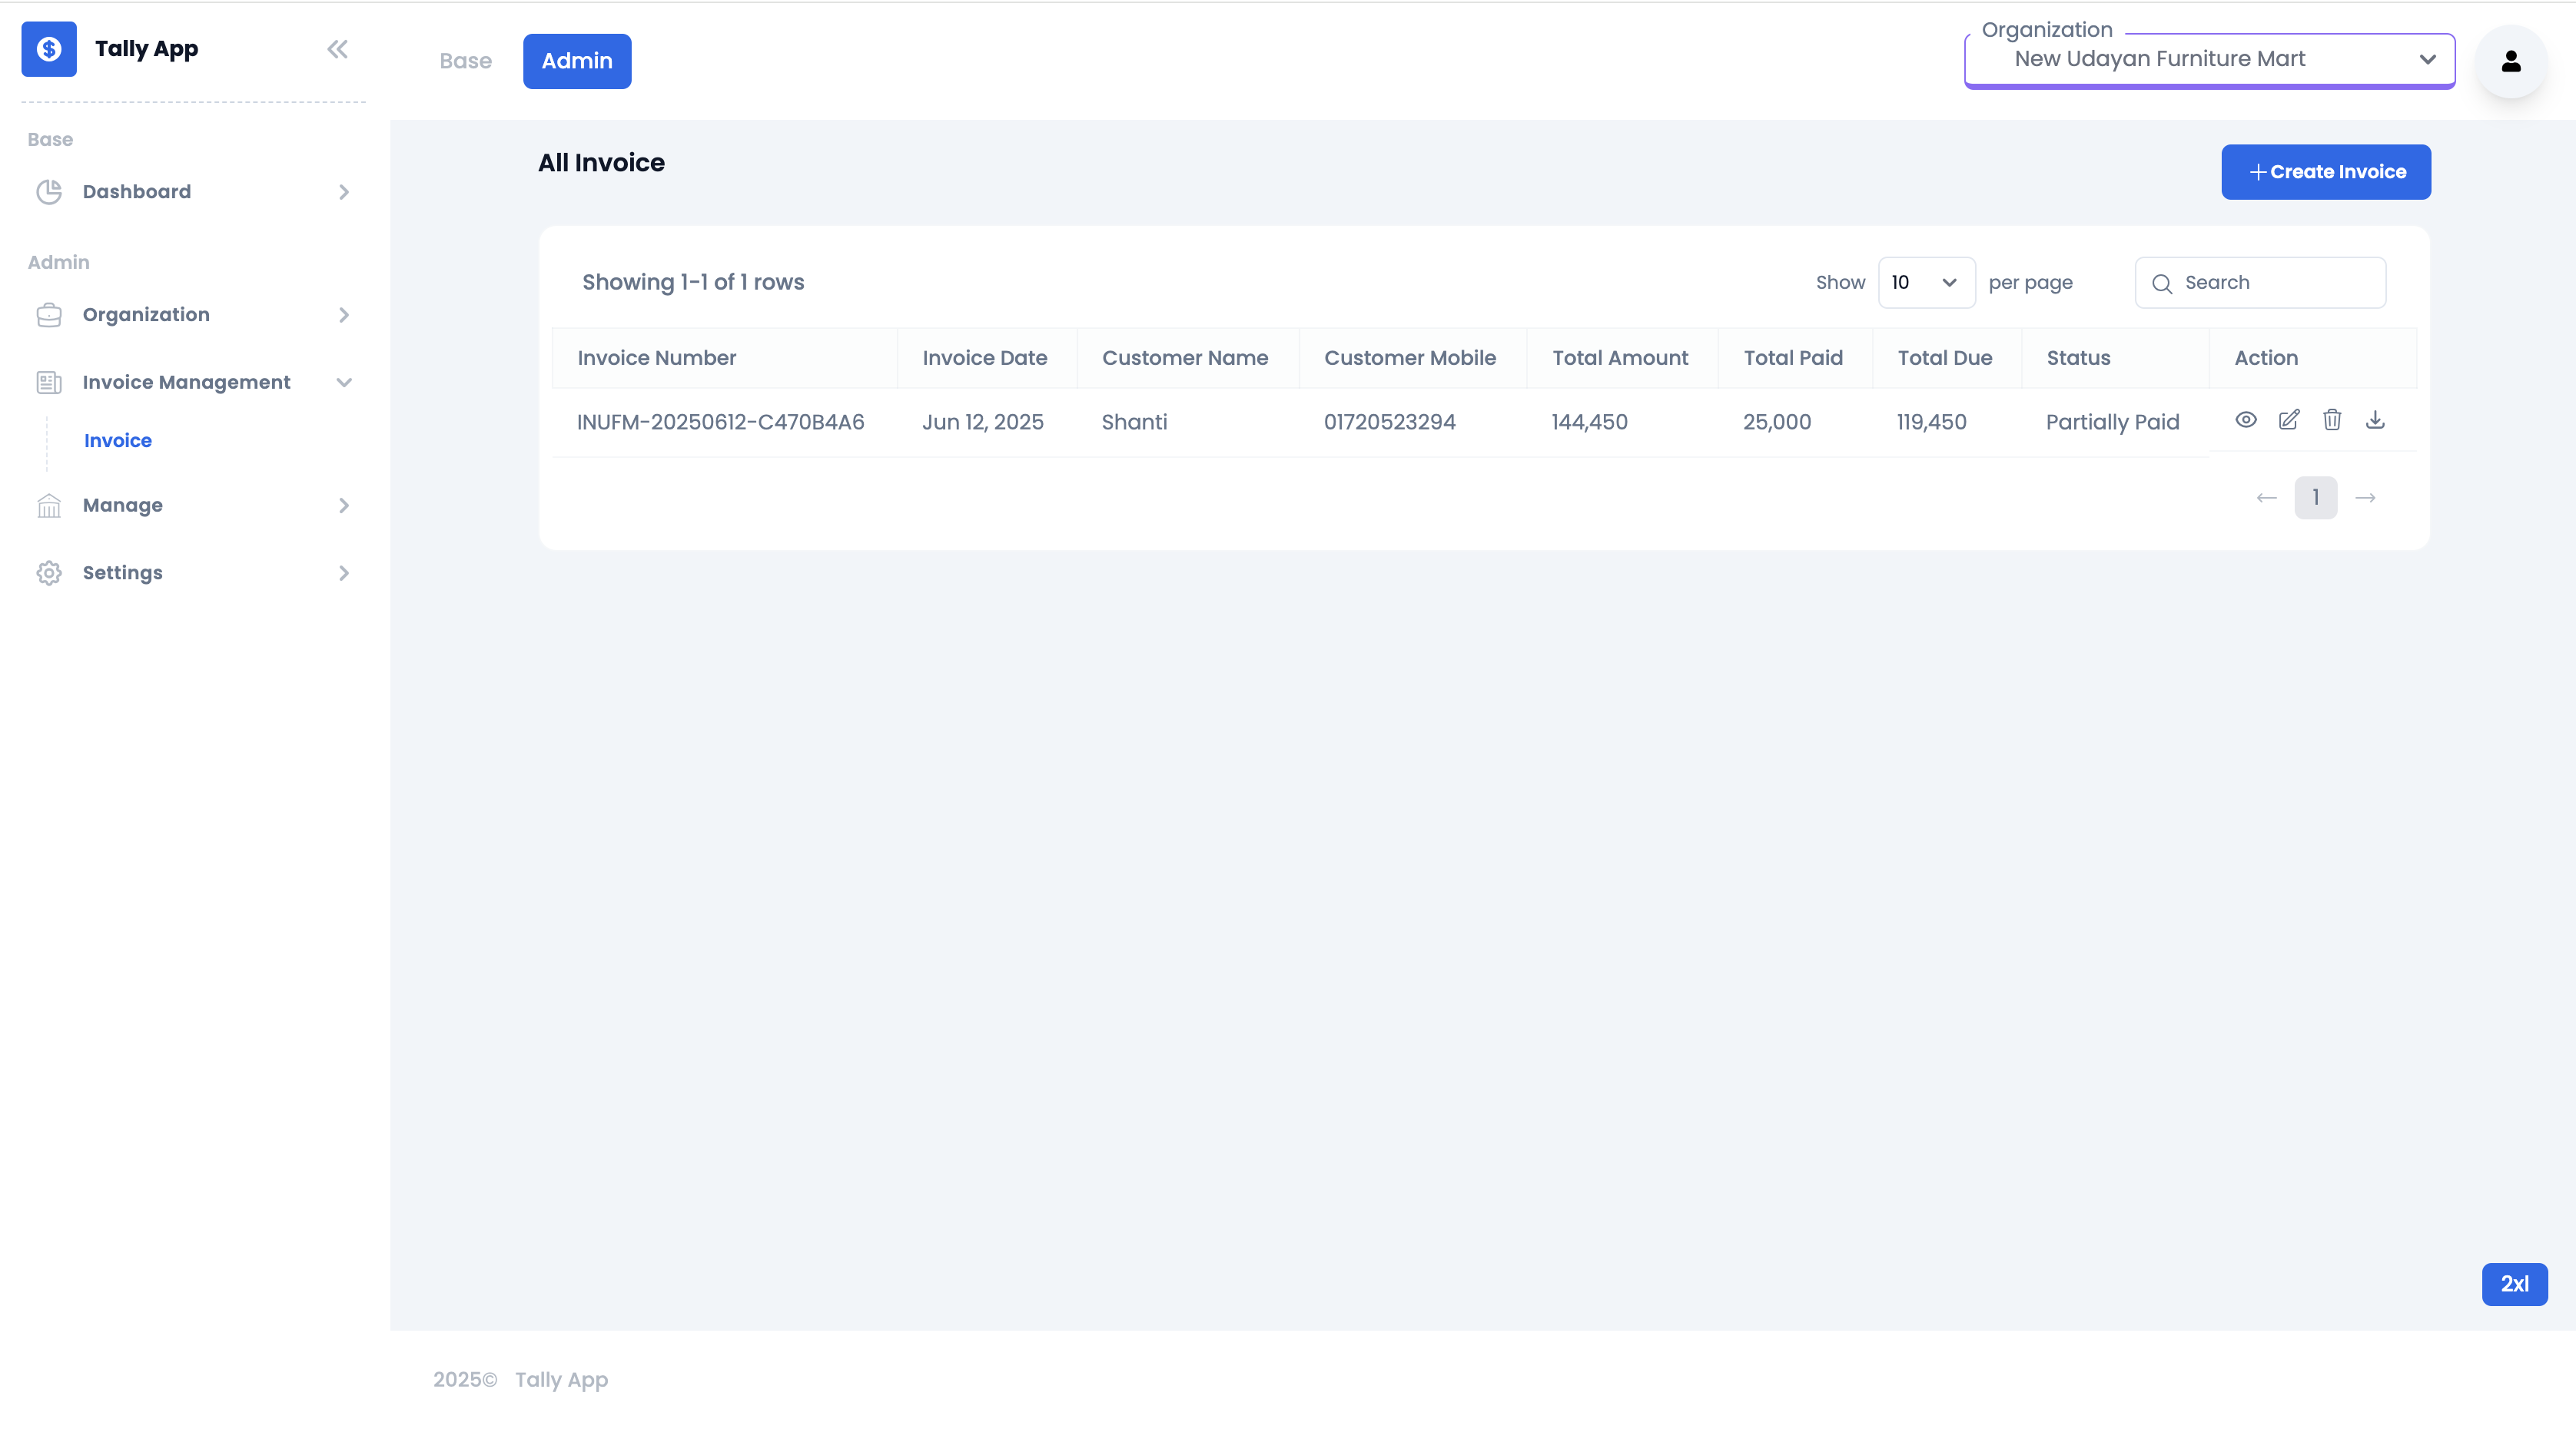 Tally App
Base
Dashboard
Admin
Organization
Invoice Management
Invoice
Manage
Settings
Base Admin
Organization
New Udayan Furniture Mart
All Invoice
Create Invoice
Showing 1-1 of 1 rows
Show 10 per page
Search
Invoice Number Invoice Date Customer Name Customer Mobile Total Amount Total Paid Total Due Status Action
INUFM-20250612-C470B4A6 Jun 12, 2025 Shanti 01720523294 144,450 25,000 119,450 Partially Paid
1
2xl
2025© Tally App